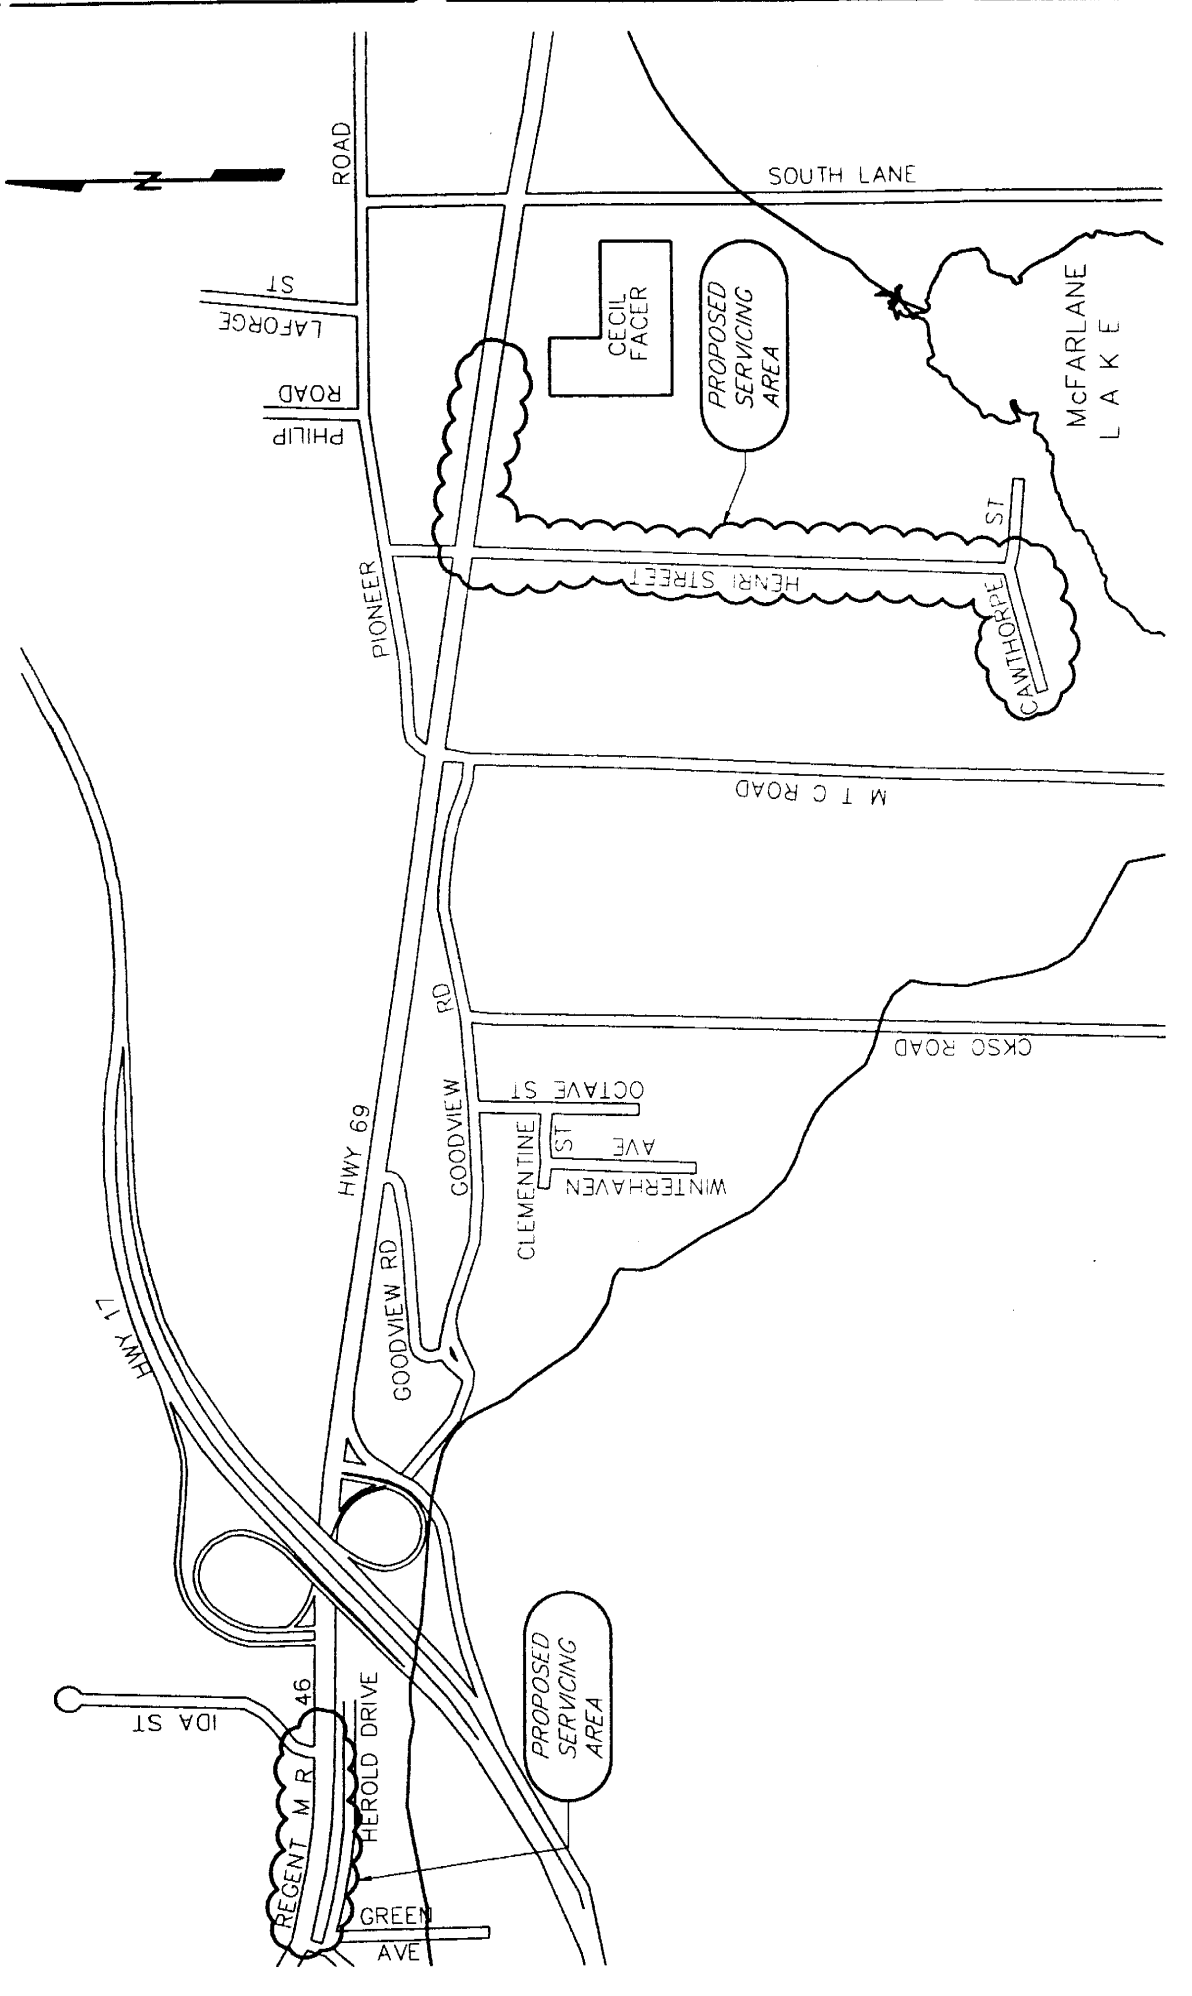 ROAD
N
SOUTH LANE
ST
LAFORGE
ROAD
PHILIP
CECIL
FACER
PROPOSED
SERVICING
AREA
McFARLANE
LAKE
PIONEER
HENRI STREET
ST
CAWTHORPE
M T C ROAD
RD
GOODVIEW
CKSO ROAD
OCTAVE ST
CLEMENTINE
ST
AVE
WINTERHAVEN
HWY 69
GOODVIEW RD
HWY 17
IDA ST
46
REGENT M R
HEROLD DRIVE
PROPOSED
SERVICING
AREA
GREEN
AVE